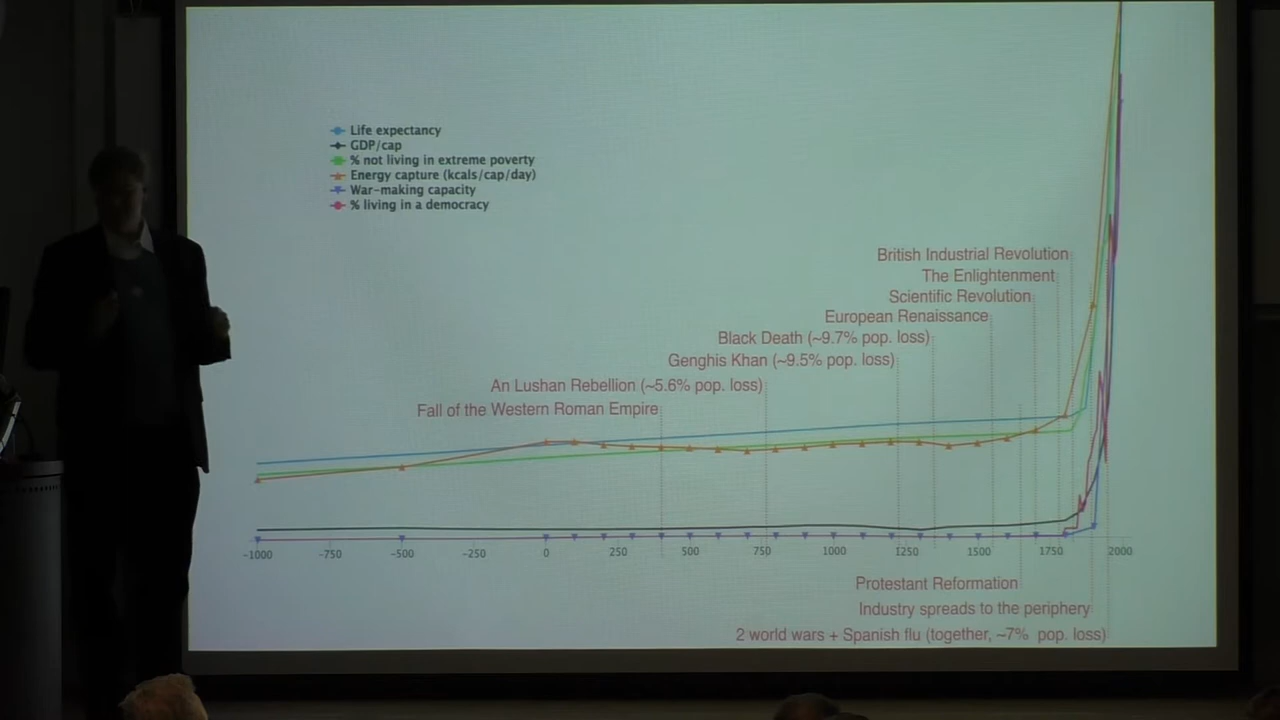 Life expectancy
GDP/cap
% not living in extreme poverty
Energy capture (kcals/cap/day)
War-making capacity
% living in a democracy
British Industrial Revolution
The Enlightenment
Scientific Revolution
European Renaissance
Black Death (~9.7% pop. loss)
Genghis Khan (~9.5% pop. loss)
An Lushan Rebellion (~5.6% pop. loss)
Fall of the Western Roman Empire
-1000 -750 -500 -250 0 250 500 750 1000 1250 1500 1750 2000
Protestant Reformation
Industry spreads to the periphery
2 world wars + Spanish flu (together, ~7% pop. loss)